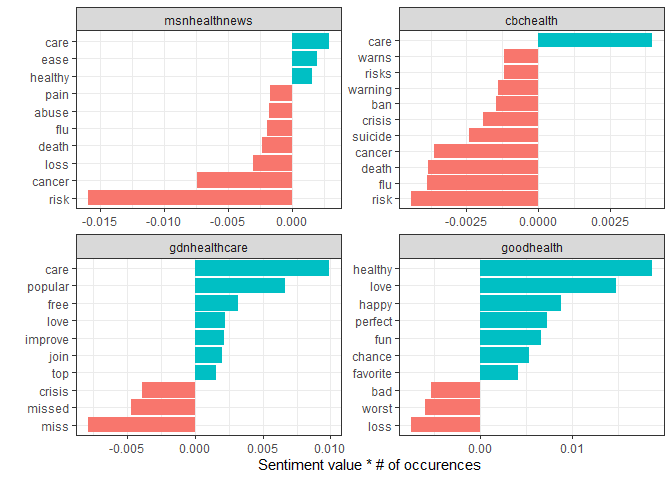 msnhealthnews
care
ease
healthy
pain
abuse
flu
death
loss
cancer
risk
-0.015 -0.010 -0.005 0.000
cbchealth
care
warns
risks
warning
ban
crisis
suicide
cancer
death
flu
risk
-0.0025 0.0000 0.0025
gdnhealthcare
care
popular
free
love
improve
join
top
crisis
missed
miss
-0.005 0.000 0.005 0.010
goodhealth
healthy
love
happy
perfect
fun
chance
favorite
bad
worst
loss
0.00 0.01
Sentiment value * # of occurences